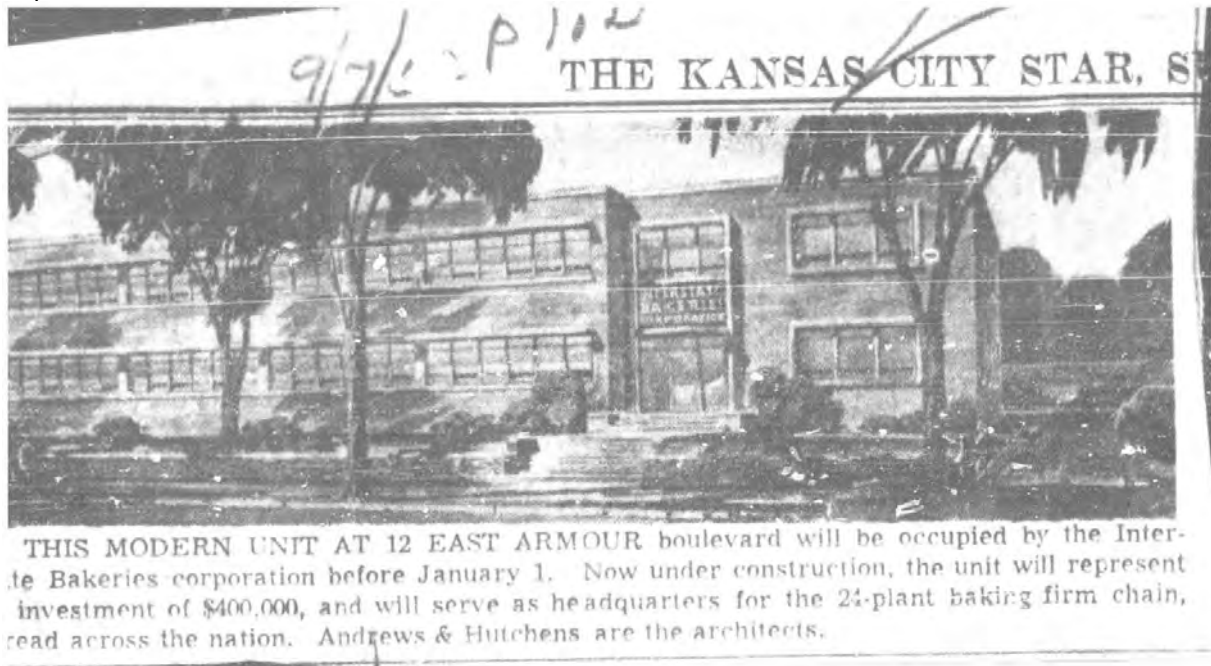 THE KANSAS CITY STAR, S
BAKERIES
CORPORATION
THIS MODERN UNIT AT 12 EAST ARMOUR boulevard will be occupied by the Inter-
te Bakeries corporation before January 1. Now under construction, the unit will represent
investment of $400,000, and will serve as headquarters for the 24-plant baking firm chain,
read across the nation. Andrews & Hutchens are the architects.